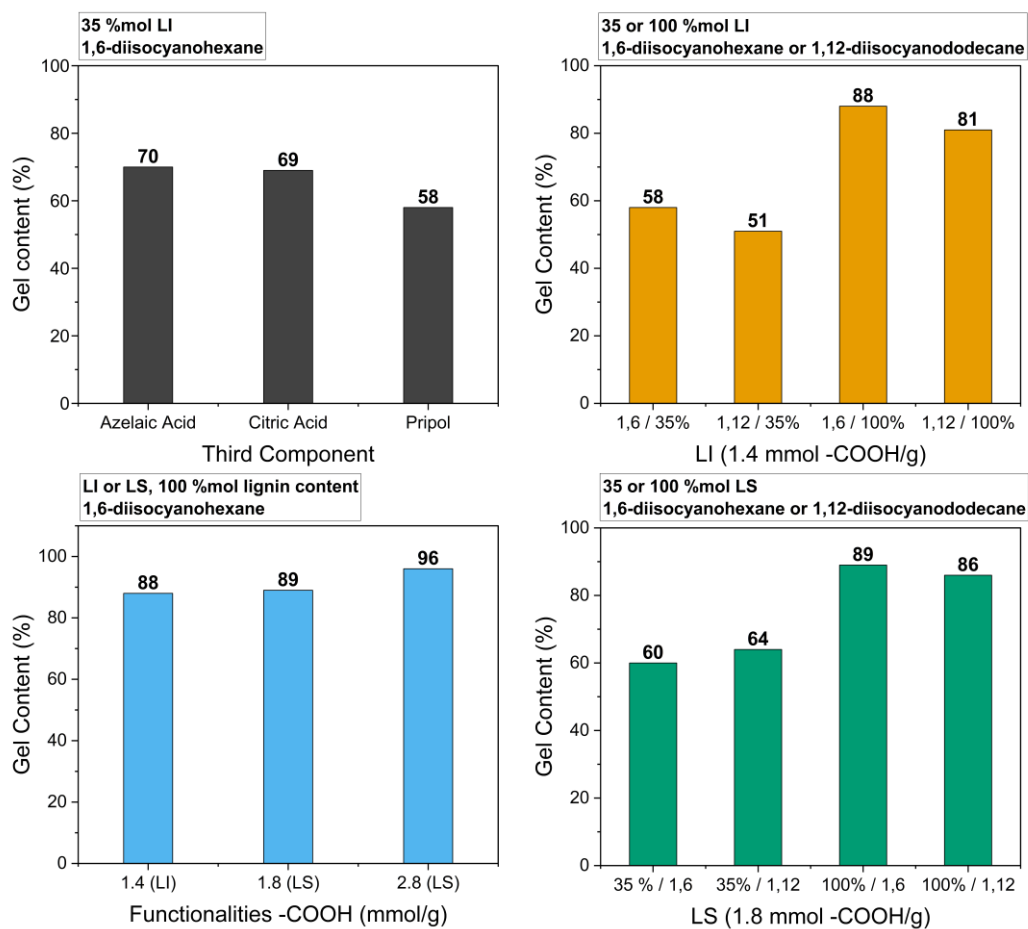 35 %mol LI
1,6-diisocyanohexane
100
80
60
40
20
0
Gel content (%)
70
69
58
Azelaic Acid
Citric Acid
Pripol
Third Component
35 or 100 %mol LI
1,6-diisocyanohexane or 1,12-diisocyanododecane
100
80
60
40
20
0
Gel Content (%)
58
51
88
81
1,6 / 35%
1,12 / 35%
1,6 / 100%
1,12 / 100%
LI (1.4 mmol -COOH/g)
LI or LS, 100 %mol lignin content
1,6-diisocyanohexane
100
80
60
40
20
0
Gel Content (%)
88
89
96
1.4 (LI)
1.8 (LS)
2.8 (LS)
Functionalities -COOH (mmol/g)
35 or 100 %mol LS
1,6-diisocyanohexane or 1,12-diisocyanododecane
100
80
60
40
20
0
Gel Content (%)
60
64
89
86
35 % / 1,6
35% / 1,12
100% / 1,6
100% / 1,12
LS (1.8 mmol -COOH/g)